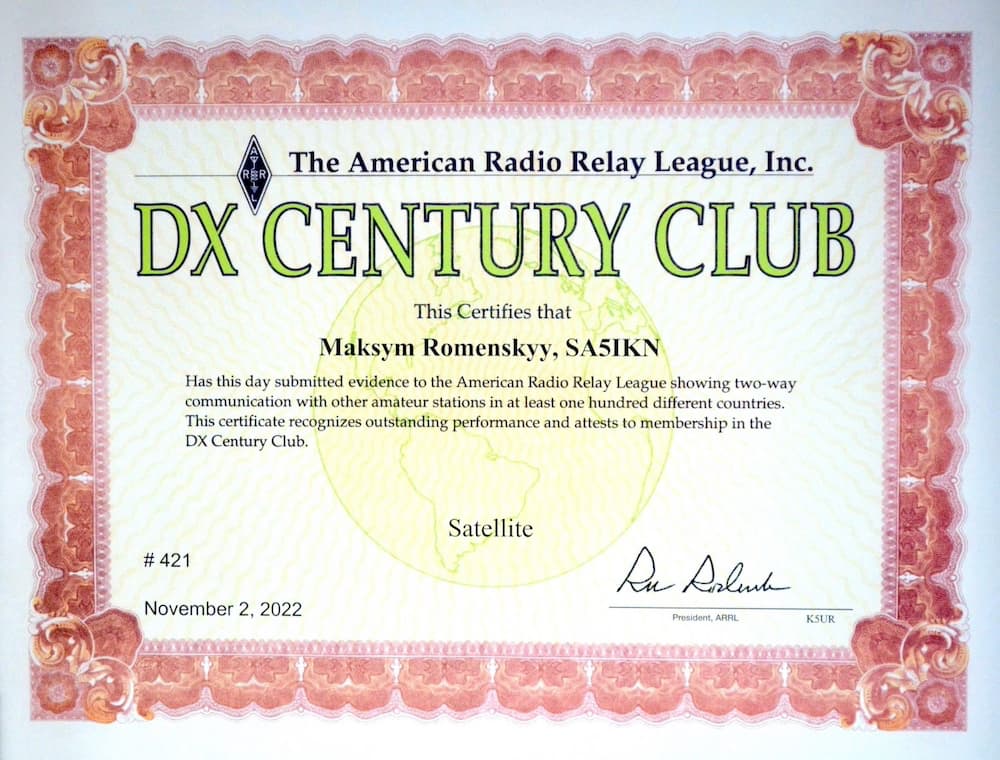 The American Radio Relay League, Inc.
ARRL
DX CENTURY CLUB
This Certifies that
Maksym Romenskyy, SA5IKN
Has this day submitted evidence to the American Radio Relay League showing two-way
communication with other amateur stations in at least one hundred different countries.
This certificate recognizes outstanding performance and attests to membership in the
DX Century Club.
Satellite
# 421
November 2, 2022
President, ARRL K5UR